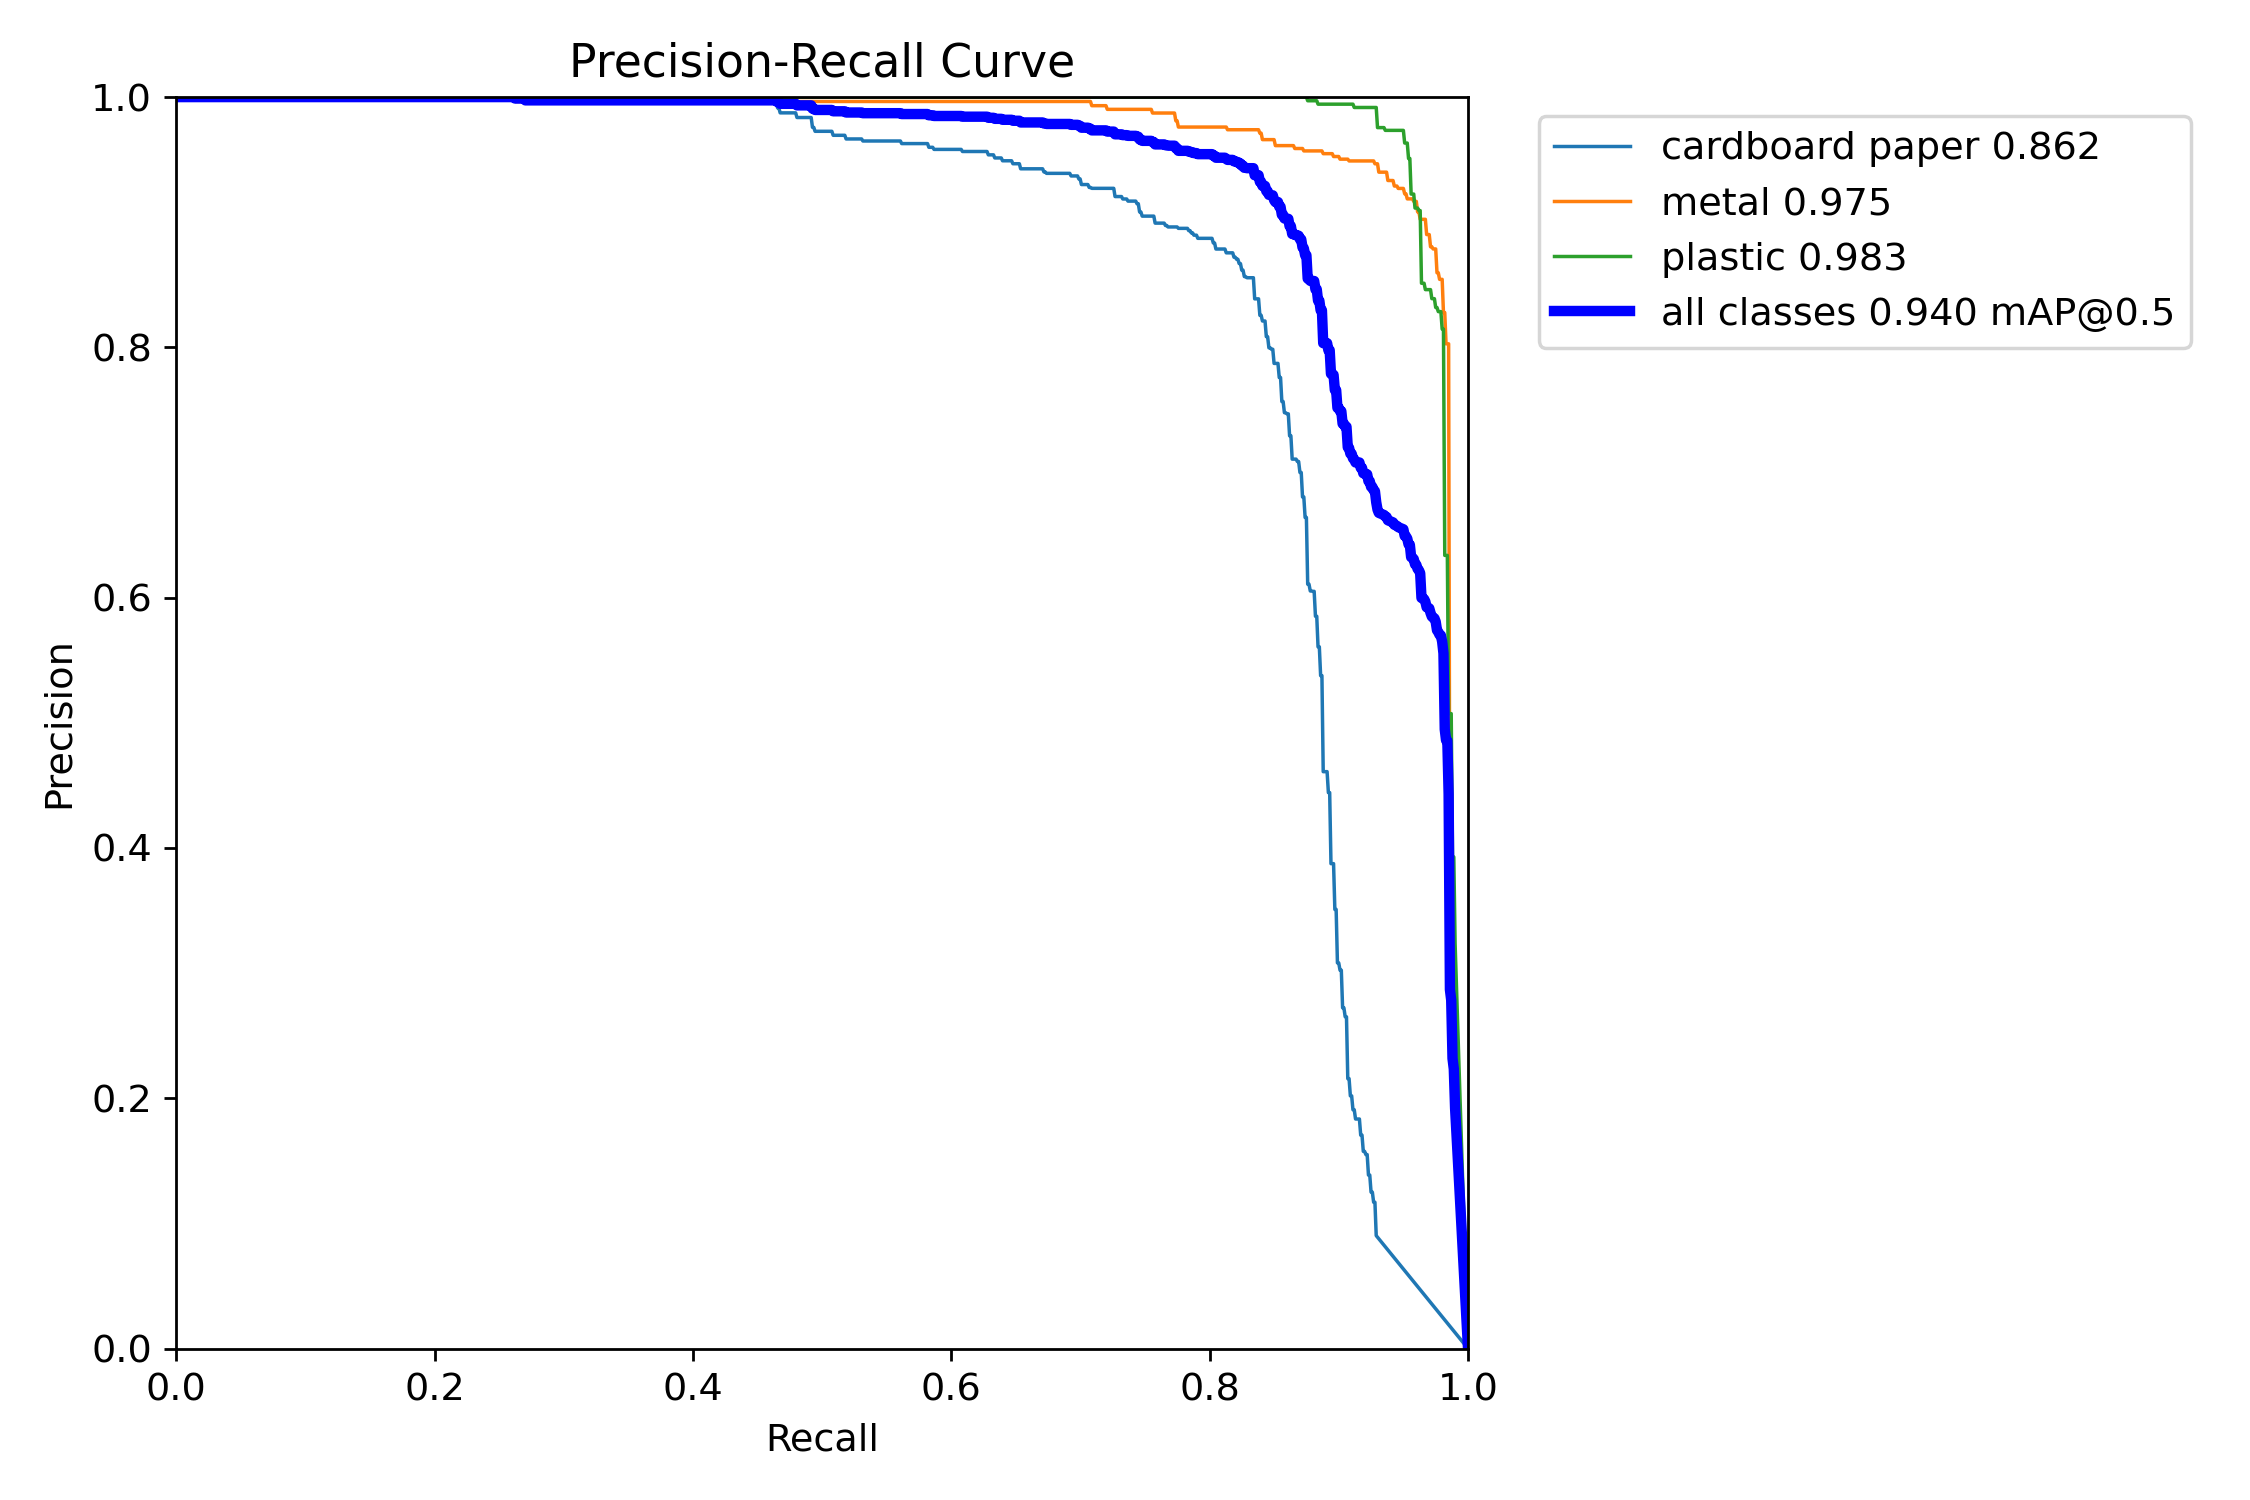 Precision-Recall Curve
1.0
0.8
0.6
0.4
0.2
0.0
Precision
0.0 0.2 0.4 0.6 0.8 1.0
Recall
cardboard paper 0.862
metal 0.975
plastic 0.983
all classes 0.940 mAP@0.5